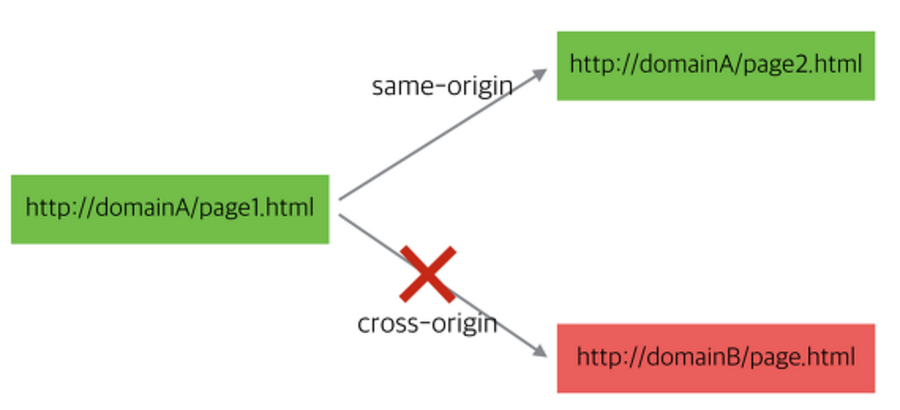 http://domainA/page2.html
same-origin
http://domainA/page1.html
cross-origin
http://domainB/page.html